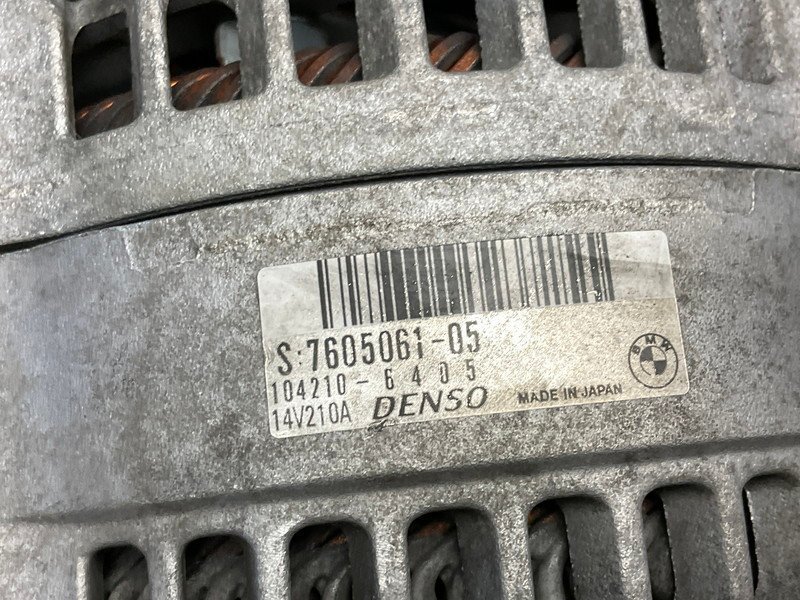 S:7605061-05
104210-6405
14V210A DENSO MADE IN JAPAN
BMW